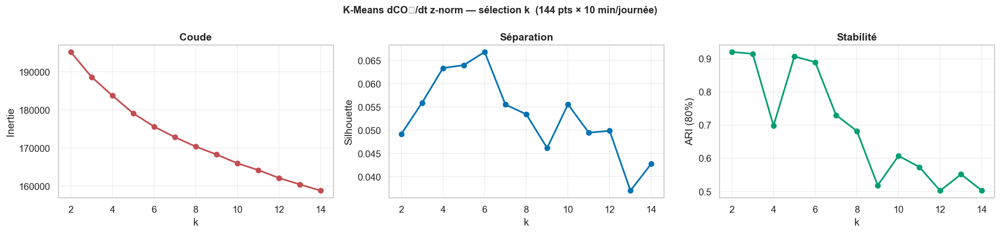 K-Means dCO□/dt z-norm — sélection k (144 pts × 10 min/journée)
Coude
Inertie
190000
180000
170000
160000
2 4 6 8 10 12 14
k
Séparation
Silhouette
0.065
0.060
0.055
0.050
0.045
0.040
2 4 6 8 10 12 14
k
Stabilité
ARI (80%)
0.9
0.8
0.7
0.6
0.5
2 4 6 8 10 12 14
k